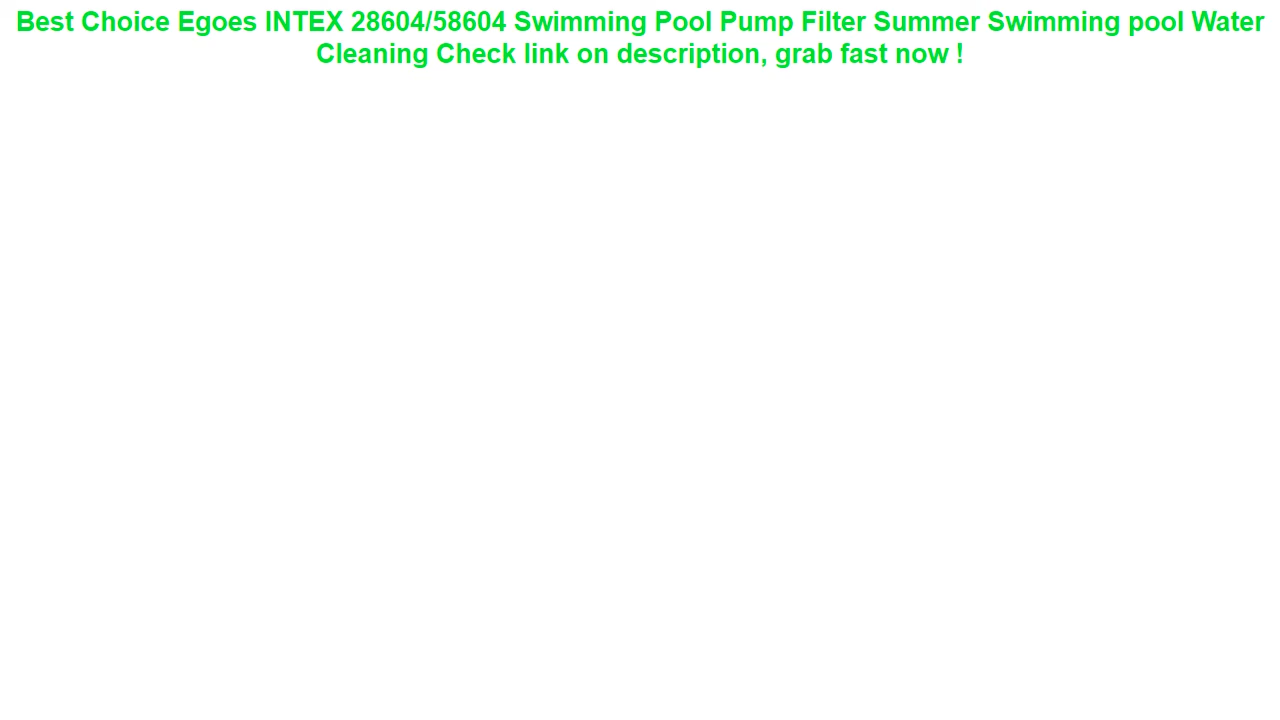 Best Choice Egoes INTEX 28604/58604 Swimming Pool Pump Filter Summer Swimming pool Water
Cleaning Check link on description, grab fast now !